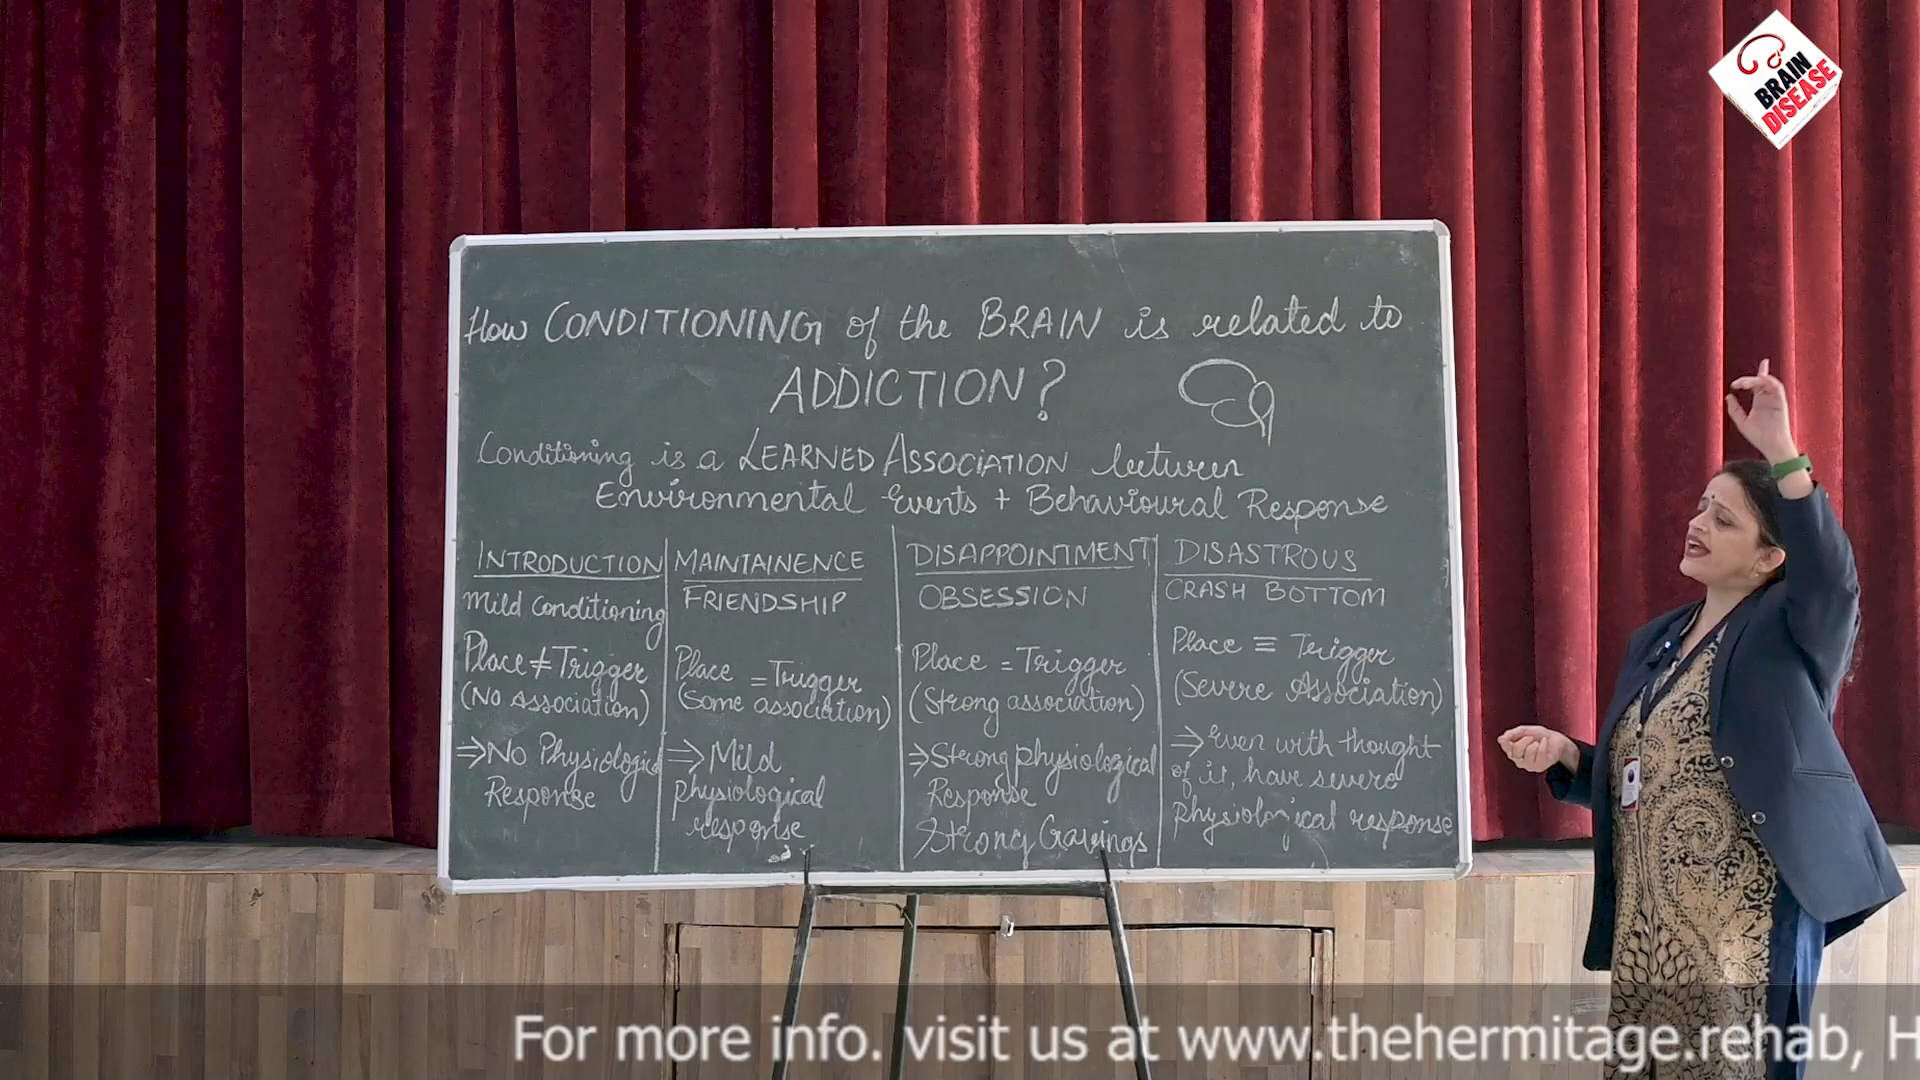 BRAIN
DISEASE
How CONDITIONING of the BRAIN is related to
ADDICTION?
Conditioning is a LEARNED ASSOCIATION between
Environmental Events + Behavioural Response
INTRODUCTION
Mild Conditioning
Place ≠ Trigger
(No Association)
⇒ No Physiological
Response
MAINTAINENCE
FRIENDSHIP
Place = Trigger
(Some association)
⇒ Mild
physiological
response
DISAPPOINTMENT
OBSESSION
Place = Trigger
(Strong association)
⇒ Strong physiological
Response
Strong Cravings
DISASTROUS
CRASH BOTTOM
Place ≡ Trigger
(Severe Association)
⇒ even with thought
of it, have severe
physiological response
For more info. visit us at www.thehermitage.rehab, H